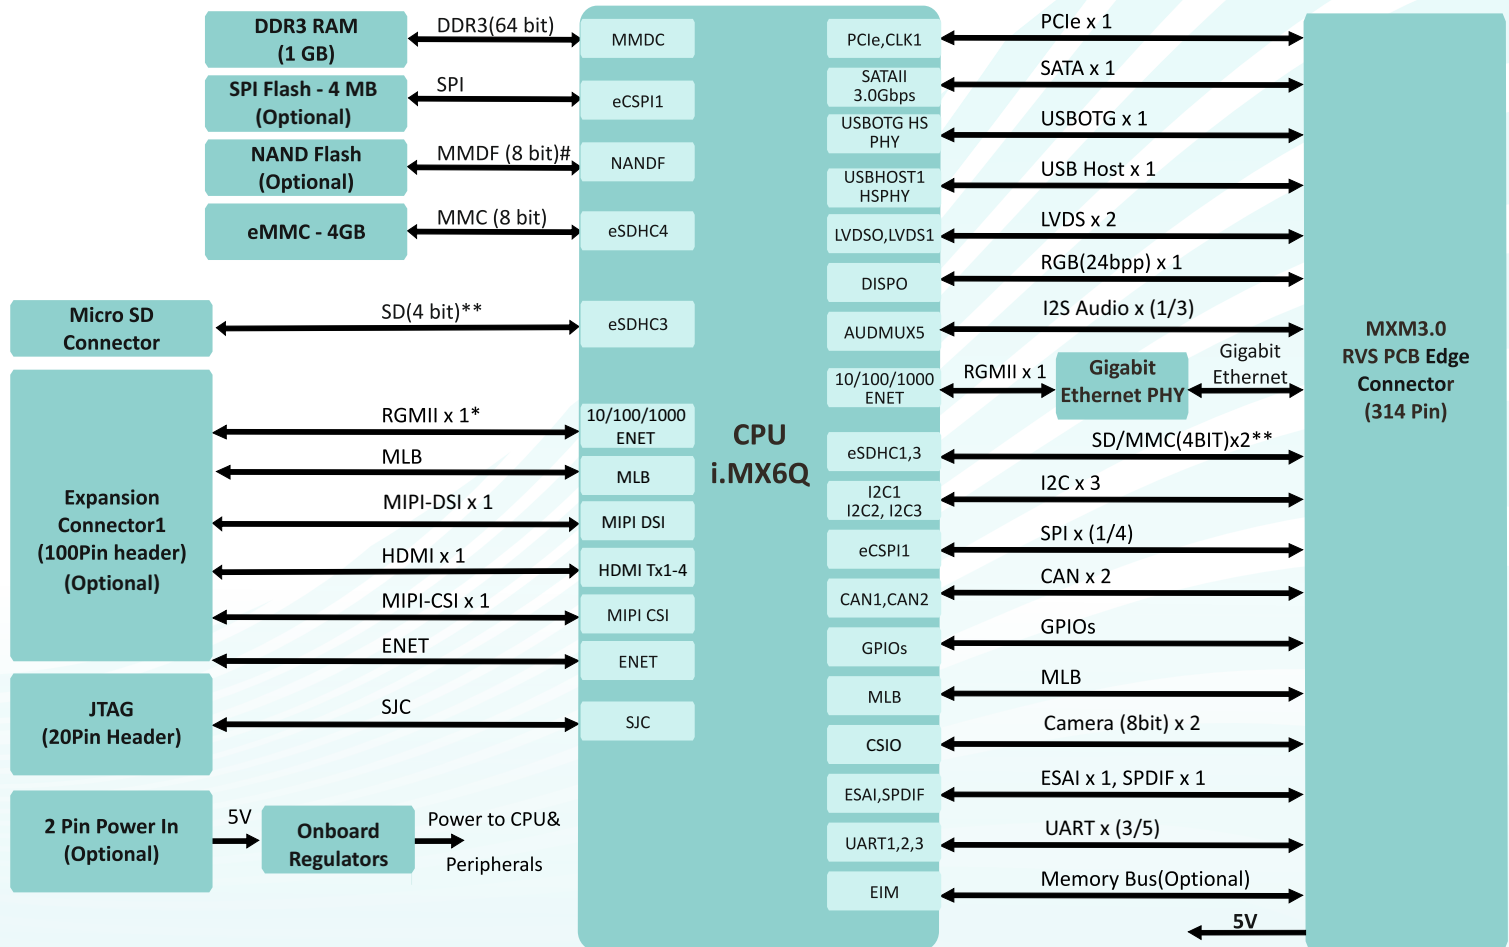 DDR3 RAM
(1 GB)
DDR3(64 bit)
MMDC
SPI Flash - 4 MB
(Optional)
SPI
eCSPI1
NAND Flash
(Optional)
MMDF (8 bit)#
NANDF
eMMC - 4GB
MMC (8 bit)
eSDHC4
Micro SD
Connector
SD(4 bit)**
eSDHC3
Expansion
Connector1
(100Pin header)
(Optional)
RGMII x 1*
10/100/1000
ENET
MLB
MLB
MIPI-DSI x 1
MIPI DSI
HDMI x 1
HDMI Tx1-4
MIPI-CSI x 1
MIPI CSI
ENET
ENET
JTAG
(20Pin Header)
SJC
SJC
2 Pin Power In
(Optional)
5V
Onboard
Regulators
Power to CPU&
Peripherals
CPU
i.MX6Q
PCIe,CLK1
PCIe x 1
SATAII
3.0Gbps
SATA x 1
USBOTG HS
PHY
USBOTG x 1
USBHOST1
HSPHY
USB Host x 1
LVDSO,LVDS1
LVDS x 2
DISPO
RGB(24bpp) x 1
AUDMUX5
I2S Audio x (1/3)
10/100/1000
ENET
RGMII x 1
Gigabit
Ethernet PHY
Gigabit
Ethernet
eSDHC1,3
SD/MMC(4BIT)x2**
I2C1
I2C2, I2C3
I2C x 3
eCSPI1
SPI x (1/4)
CAN1,CAN2
CAN x 2
GPIOs
GPIOs
MLB
MLB
CSIO
Camera (8bit) x 2
ESAI,SPDIF
ESAI x 1, SPDIF x 1
UART1,2,3
UART x (3/5)
EIM
Memory Bus(Optional)
5V
MXM3.0
RVS PCB Edge
Connector
(314 Pin)